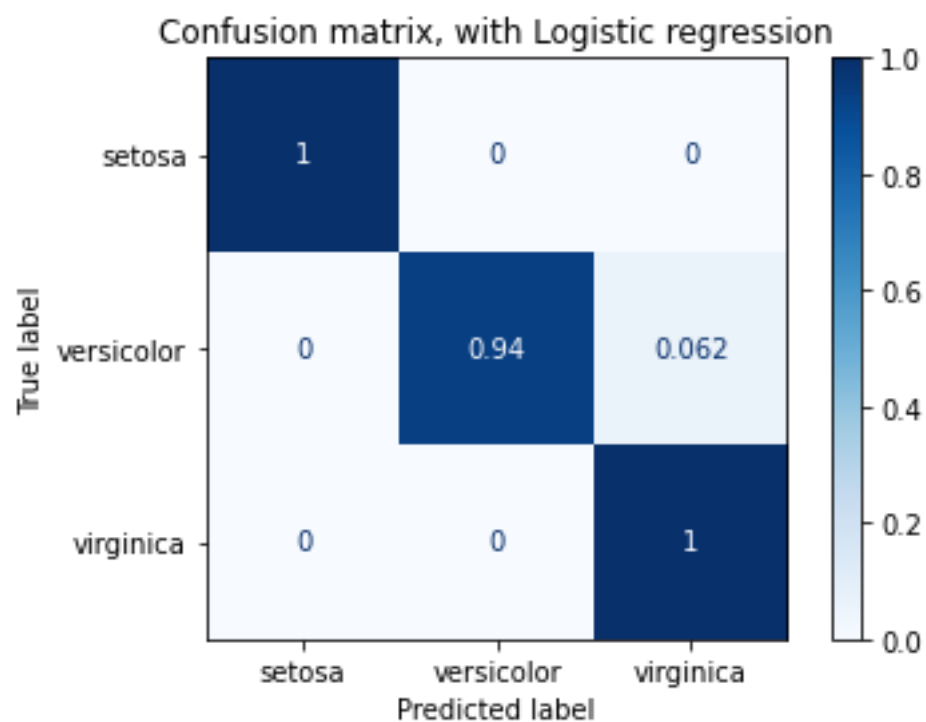 Confusion matrix, with Logistic regression
1.0
setosa 1 0 0
0.8
0.6
True label
versicolor 0 0.94 0.062
0.4
virginica 0 0 1
0.2
0.0
setosa versicolor virginica
Predicted label